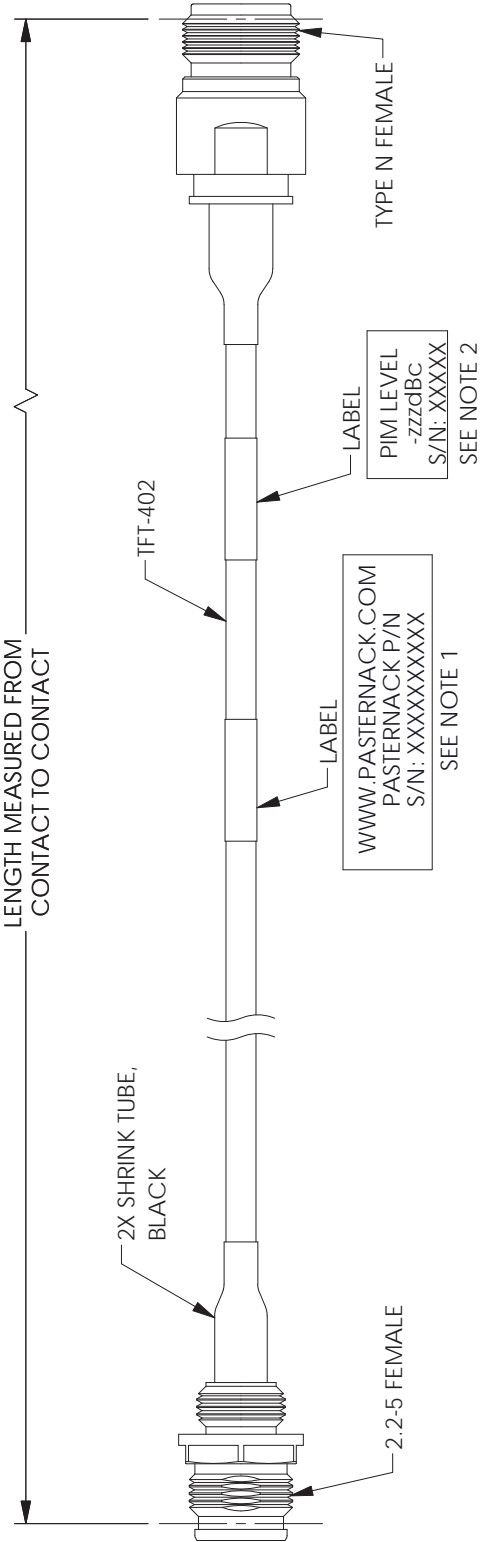 LENGTH MEASURED FROM
CONTACT TO CONTACT
2X SHRINK TUBE,
BLACK
TFT-402
2.2-5 FEMALE
LABEL
WWW.PASTERNACK.COM
PASTERNACK P/N
S/N: XXXXXXXXXX
SEE NOTE 1
LABEL
PIM LEVEL
-zzzdBc
S/N: XXXXX
SEE NOTE 2
TYPE N FEMALE